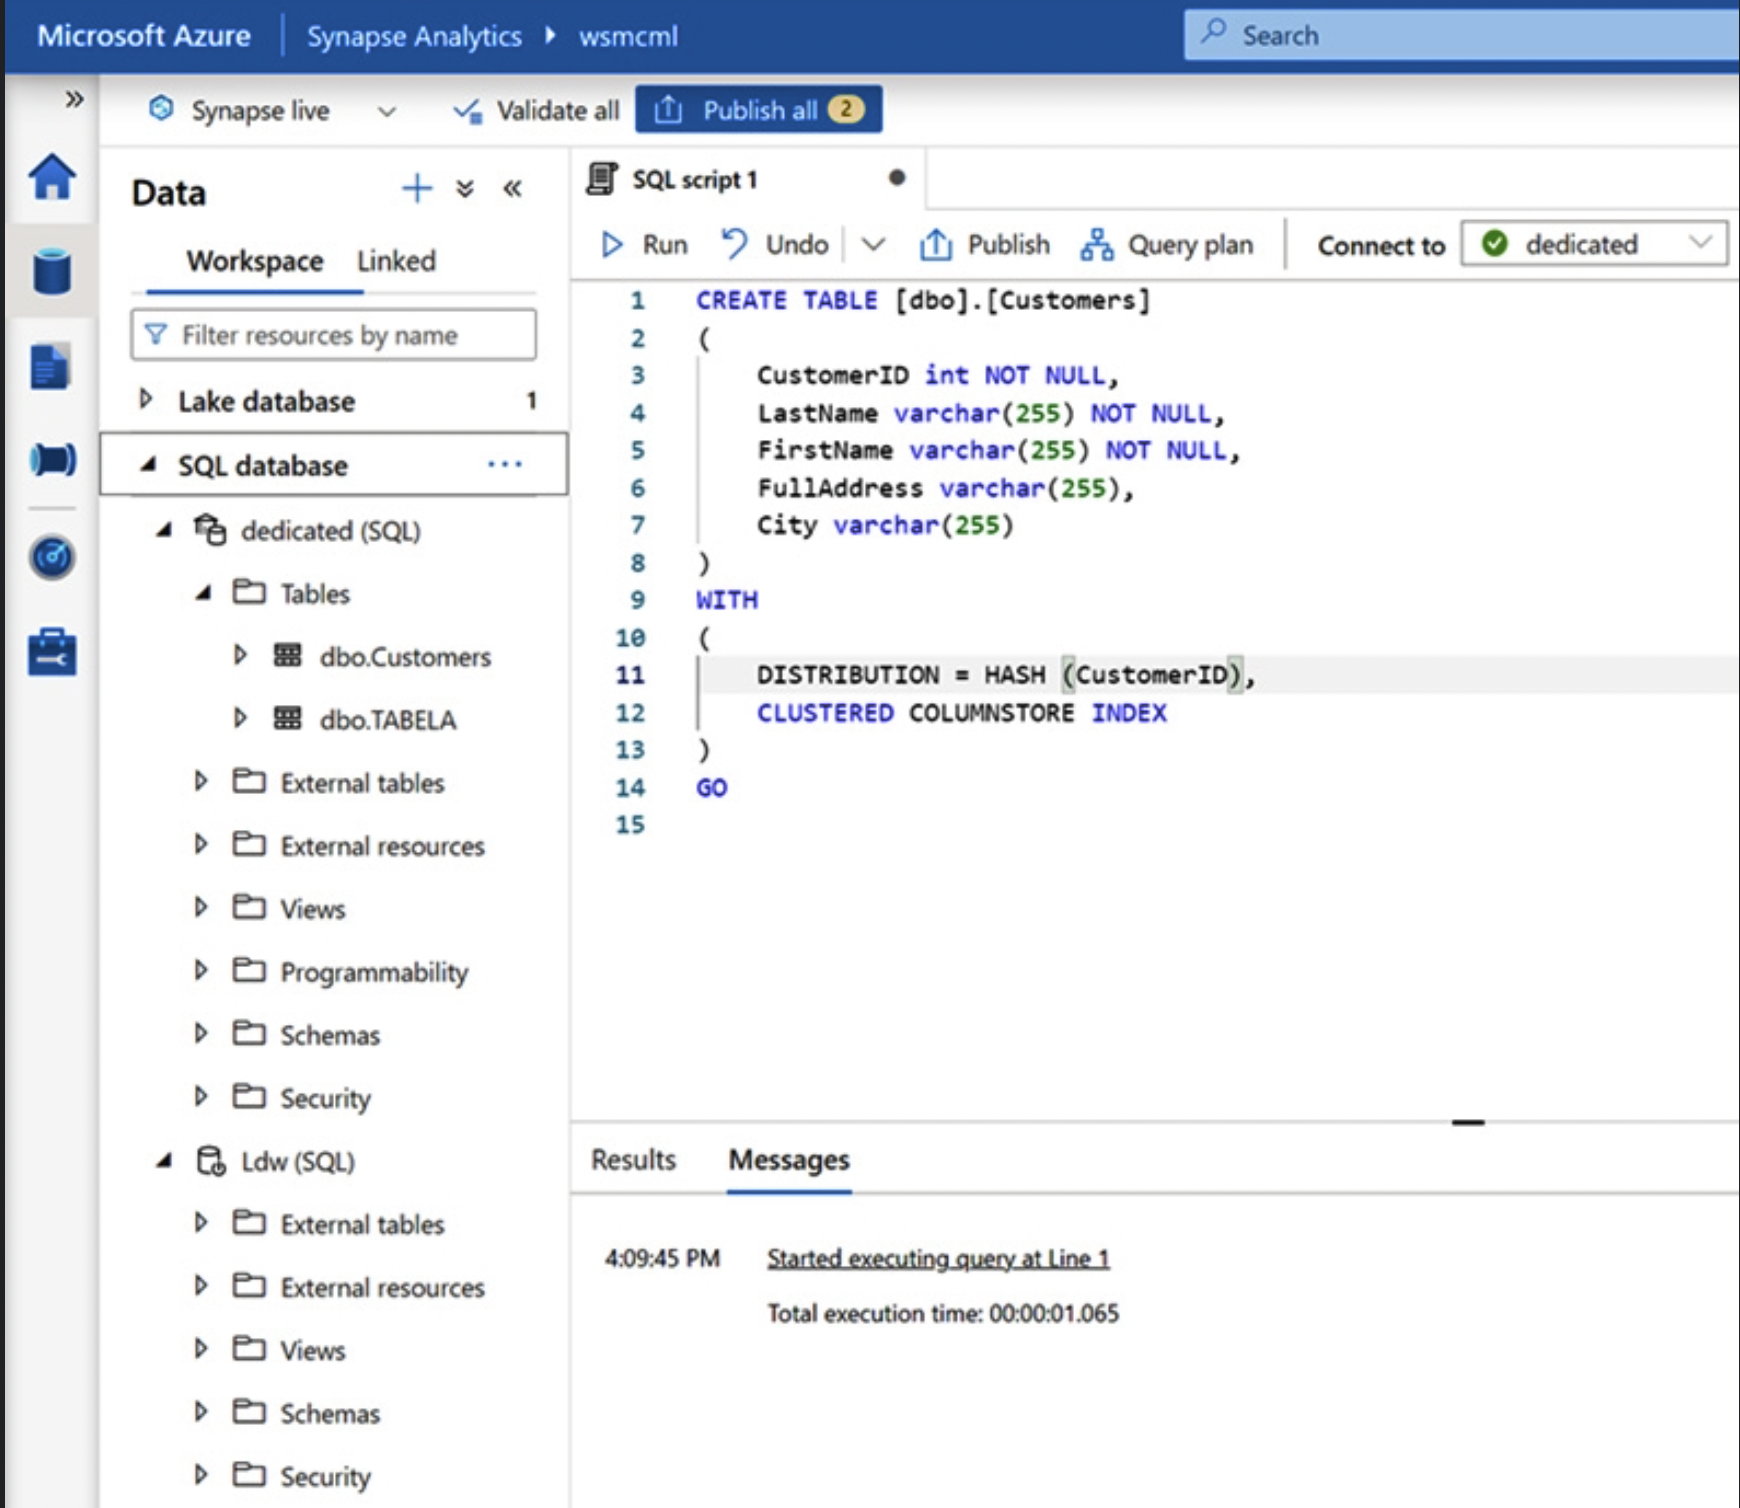 Microsoft Azure Synapse Analytics wsmcml Search
Synapse live Validate all Publish all 2
Data
Workspace Linked
Filter resources by name
Lake database 1
SQL database
dedicated (SQL)
Tables
dbo.Customers
dbo.TABELA
External tables
External resources
Views
Programmability
Schemas
Security
Ldw (SQL)
External tables
External resources
Views
Schemas
Security
SQL script 1
Run Undo Publish Query plan Connect to dedicated
1 CREATE TABLE [dbo].[Customers]
2 (
3 CustomerID int NOT NULL,
4 LastName varchar(255) NOT NULL,
5 FirstName varchar(255) NOT NULL,
6 FullAddress varchar(255),
7 City varchar(255)
8 )
9 WITH
10 (
11 DISTRIBUTION = HASH (CustomerID),
12 CLUSTERED COLUMNSTORE INDEX
13 )
14 GO
15
Results Messages
4:09:45 PM Started executing query at Line 1
Total execution time: 00:00:01.065